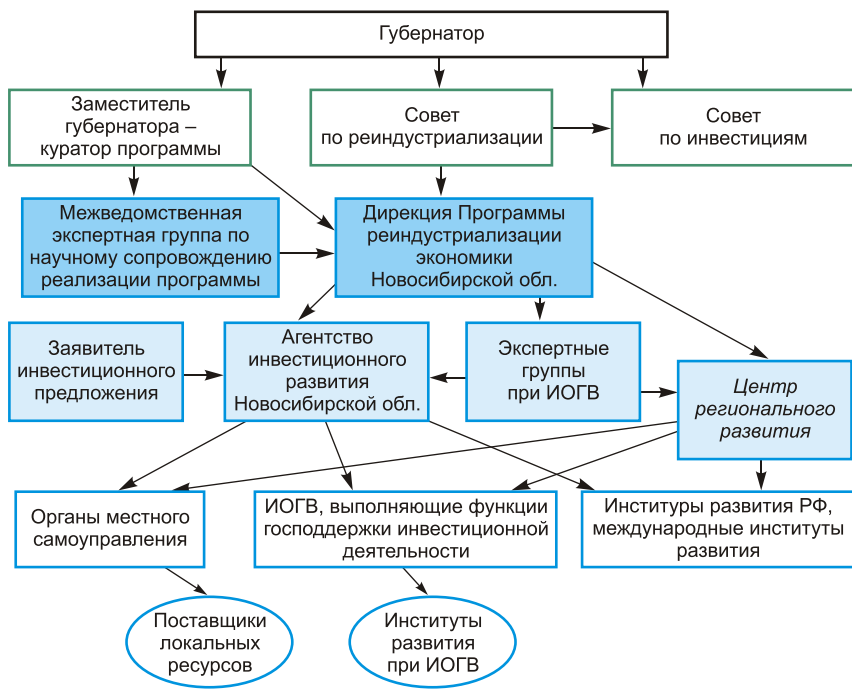 Губернатор
Заместитель
губернатора –
куратор программы
Совет
по реиндустриализации
Совет
по инвестициям
Межведомственная
экспертная группа по
научному сопровождению
реализации программы
Дирекция Программы
реиндустриализации
экономики
Новосибирской обл.
Заявитель
инвестиционного
предложения
Агентство
инвестиционного
развития
Новосибирской обл.
Экспертные
группы
при ИОГВ
Центр
регионального
развития
Органы местного
самоуправления
ИОГВ, выполняющие функции
господдержки инвестиционной
деятельности
Институры развития РФ,
международные институты
развития
Поставщики
локальных
ресурсов
Институты
развития
при ИОГВ